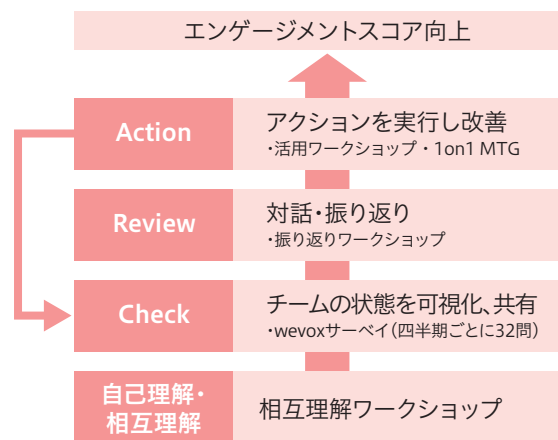 エンゲージメントスコア向上
Action
アクションを実行し改善
・活用ワークショップ・1on1 MTG
Review
対話・振り返り
・振り返りワークショップ
Check
チームの状態を可視化、共有
・wevoxサーベイ(四半期ごとに32問)
自己理解・
相互理解
相互理解ワークショップ